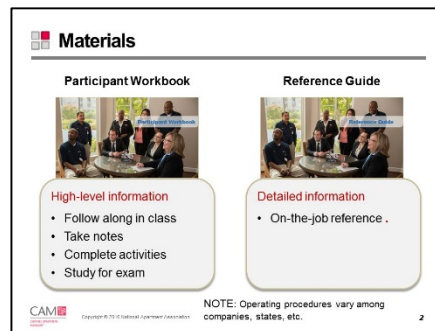 Materials
Participant Workbook
Participant Workbook
High-level information
• Follow along in class
• Take notes
• Complete activities
• Study for exam
Reference Guide
Reference Guide
Detailed information
• On-the-job reference .
CAM
Copyright © 2016 National Apartment Association
NOTE: Operating procedures vary among
companies, states, etc.
2